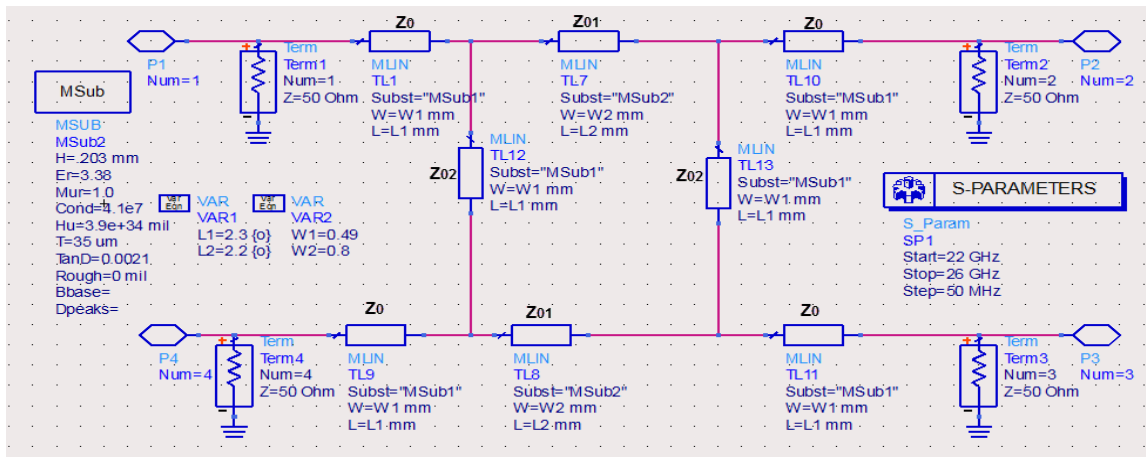 Z0
Z01
Z0
P1
Num=1
Term
Term1
Num=1
Z=50 Ohm
MLIN
TL1
Subst="MSub1"
W=W1 mm
L=L1 mm
MLIN
TL7
Subst="MSub2"
W=W2 mm
L=L2 mm
MLIN
TL10
Subst="MSub1"
W=W1 mm
L=L1 mm
Term
Term2
Num=2
Z=50 Ohm
P2
Num=2
MSub
MSUB
MSub2
H=.203 mm
Er=3.38
Mur=1.0
Cond=4.1e7
Hu=3.9e+34 mil
T=35 um
TanD=0.0021
Rough=0 mil
Bbase=
Dpeaks=
Var
Eqn
VAR
VAR1
L1=2.3 {o}
L2=2.2 {o}
Var
Eqn
VAR
VAR2
W1=0.49
W2=0.8
Z02
MLIN
TL12
Subst="MSub1"
W=W1 mm
L=L1 mm
Z02
MLIN
TL13
Subst="MSub1"
W=W1 mm
L=L1 mm
S-PARAMETERS
S_Param
SP1
Start=22 GHz
Stop=26 GHz
Step=50 MHz
Z0
Z01
Z0
P4
Num=4
Term
Term4
Num=4
Z=50 Ohm
MLIN
TL9
Subst="MSub1"
W=W1 mm
L=L1 mm
MLIN
TL8
Subst="MSub2"
W=W2 mm
L=L2 mm
MLIN
TL11
Subst="MSub1"
W=W1 mm
L=L1 mm
Term
Term3
Num=3
Z=50 Ohm
P3
Num=3